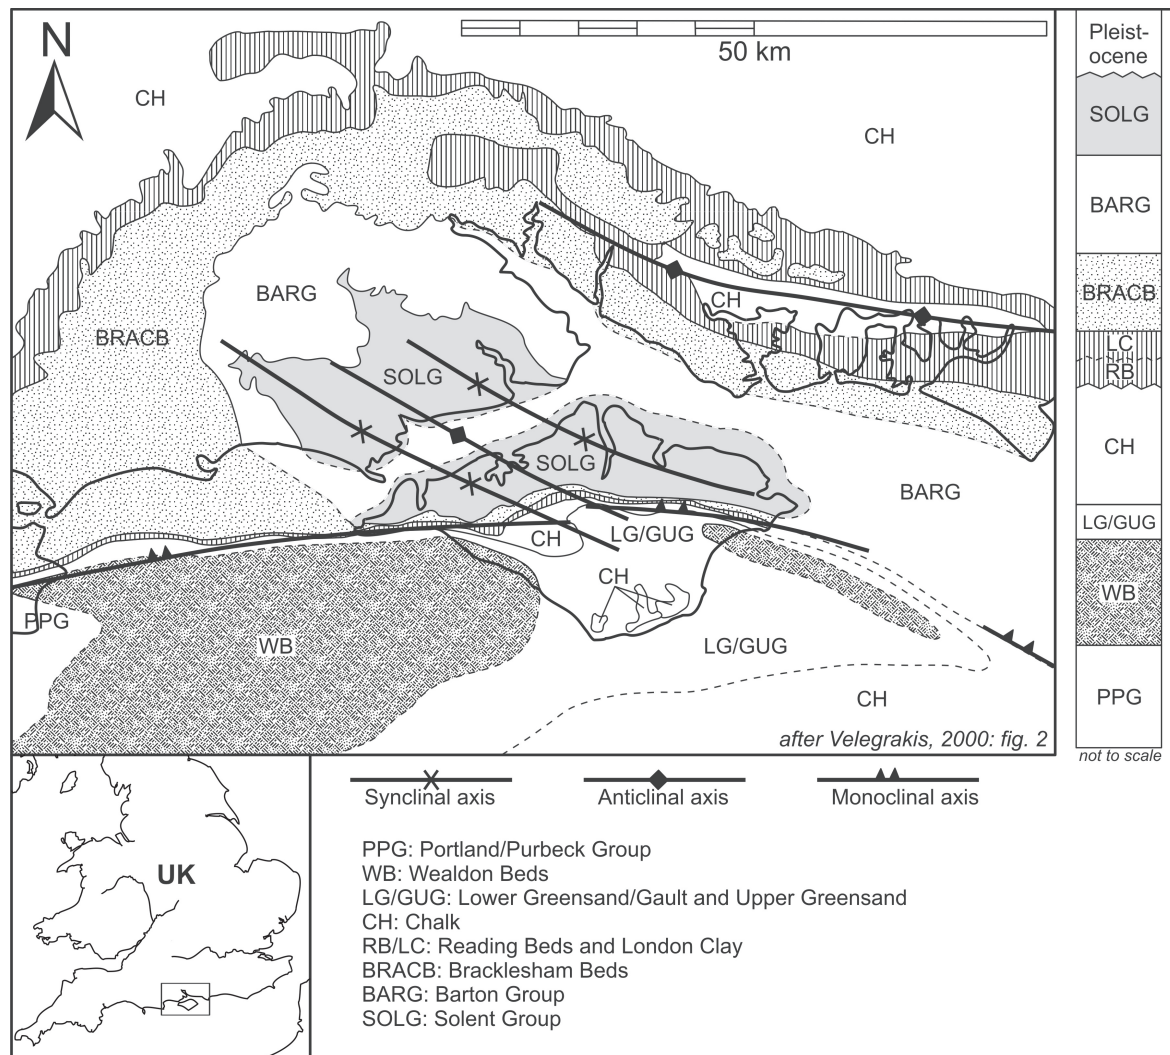 N
50 km
CH
CH
BARG
BRACB
CH
SOLG
SOLG
BARG
CH
LG/GUG
CH
PPG
WB
LG/GUG
CH
after Velegrakis, 2000: fig. 2
Pleist-
ocene
SOLG
BARG
BRACB
LC
RB
CH
LG/GUG
WB
PPG
not to scale
UK
Synclinal axis
Anticlinal axis
Monoclinal axis
PPG: Portland/Purbeck Group
WB: Wealdon Beds
LG/GUG: Lower Greensand/Gault and Upper Greensand
CH: Chalk
RB/LC: Reading Beds and London Clay
BRACB: Bracklesham Beds
BARG: Barton Group
SOLG: Solent Group